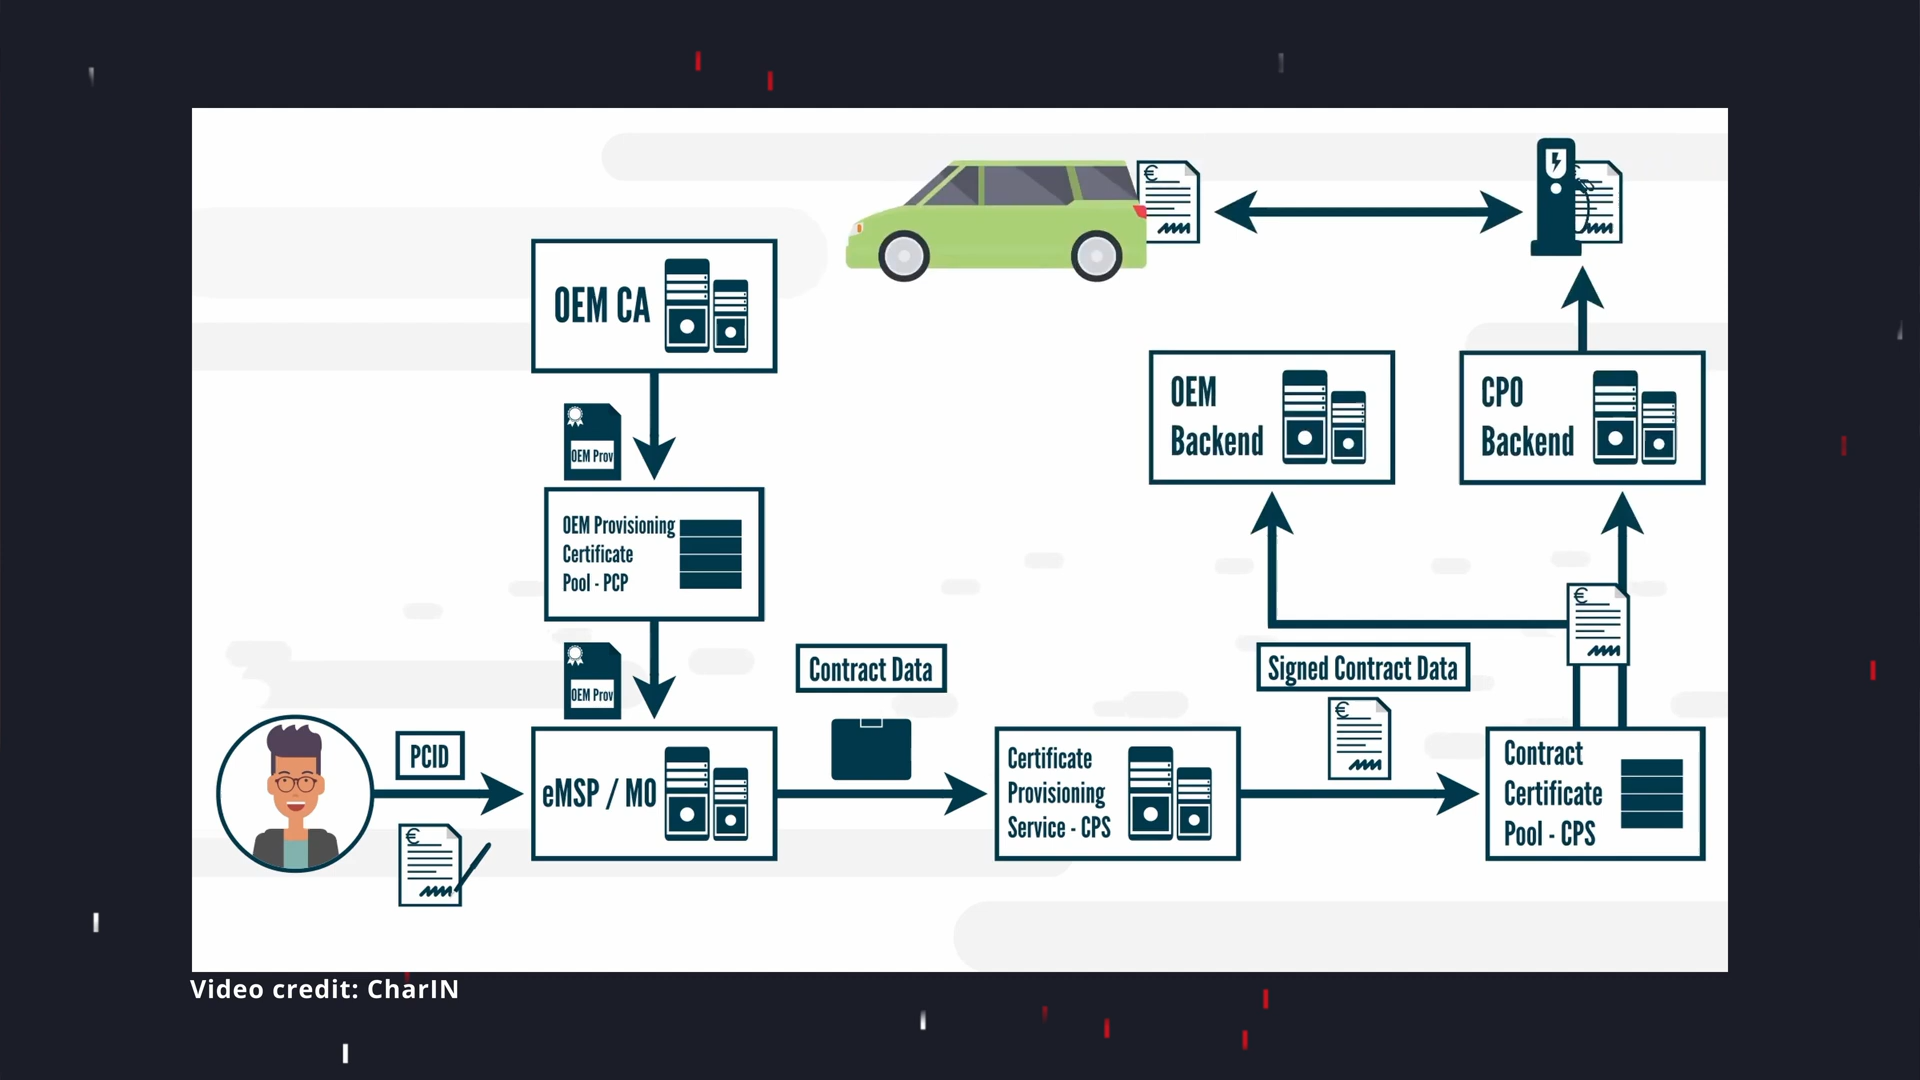 OEM CA
OEM Prov
OEM Provisioning
Certificate
Pool - PCP
OEM Prov
PCID
€
eMSP / MO
Contract Data
Certificate
Provisioning
Service - CPS
Signed Contract Data
€
Contract
Certificate
Pool - CPS
€
OEM
Backend
CPO
Backend
€
€
Video credit: CharIN